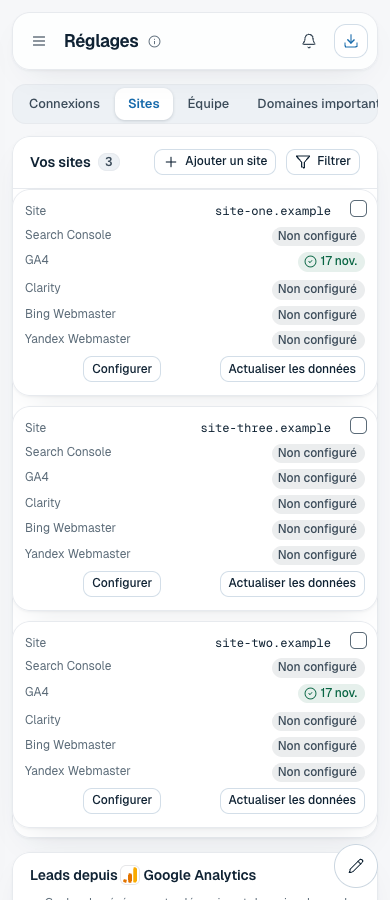 Réglages
Connexions Sites Équipe Domaines important
Vos sites 3 Ajouter un site Filtrer
Site site-one.example
Search Console Non configuré
GA4 17 nov.
Clarity Non configuré
Bing Webmaster Non configuré
Yandex Webmaster Non configuré
Configurer Actualiser les données
Site site-three.example
Search Console Non configuré
GA4 Non configuré
Clarity Non configuré
Bing Webmaster Non configuré
Yandex Webmaster Non configuré
Configurer Actualiser les données
Site site-two.example
Search Console Non configuré
GA4 17 nov.
Clarity Non configuré
Bing Webmaster Non configuré
Yandex Webmaster Non configuré
Configurer Actualiser les données
Leads depuis Google Analytics